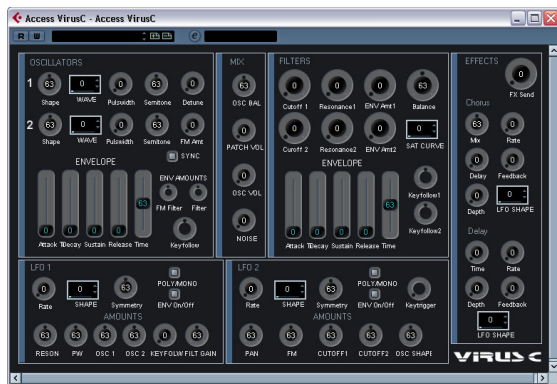 Access VirusC - Access VirusC
R W 0 e
OSCILLATORS
1 63 0 0 63 0
Shape WAVE Pulswidth Semitone Detune
2 63 0 0 63 0
Shape WAVE Pulswidth Semitone FM Amt
SYNC
ENVELOPE
ENV AMOUNTS
FM Filter Filter
0 0 0 0 63
Attack Decay Sustain Release Time
Keyfollow
MIX
63
OSC BAL
0
PATCH VOL
0
OSC VOL
0
NOISE
FILTERS
0 0 0 63
Cutoff 1 Resonance1 ENV Amt1 Balance
0 0 0 0
Curoff 2 Resonance2 ENV Amt2 SAT CURVE
ENVELOPE
0 0 0 0 63
Attack Decay Sustain Release Time
Keyfollow1
Keyfollow2
EFFECTS
0
FX Send
Chorus
63 0
Mix Rate
0 0
Delay Feedback
0 0
Depth LFO SHAPE
Delay
0 0
Time Rate
0 0
Depth Feedback
0
LFO SHAPE
LFO 1
0 0 63
Rate SHAPE Symmetry
POLY/MONO
ENV On/Off
AMOUNTS
63 63 63 63 0 63
RESON PW OSC 1 OSC 2 KEYFOLW FILT GAIN
LFO 2
0 0 63
Rate SHAPE Symmetry
POLY/MONO
ENV On/Off
Keytrigger
AMOUNTS
63 63 63 63 63
PAN FM CUTOFF1 CUTOFF2 OSC SHAPE
VIRUS C